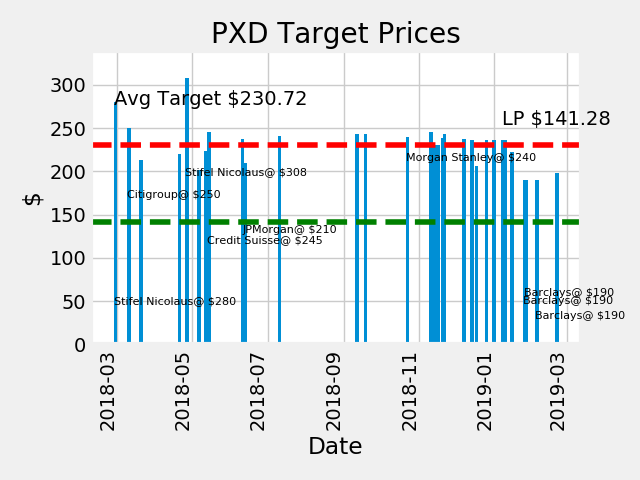 PXD Target Prices
300
250
200
150
100
50
0
$
Avg Target $230.72
LP $141.28
Morgan Stanley@ $240
Stifel Nicolaus@ $308
Citigroup@ $250
JPMorgan@ $210
Credit Suisse@ $245
Barclays@ $190
Barclays@ $190
Stifel Nicolaus@ $280
Barclays@ $190
2018-03
2018-05
2018-07
2018-09
2018-11
2019-01
2019-03
Date